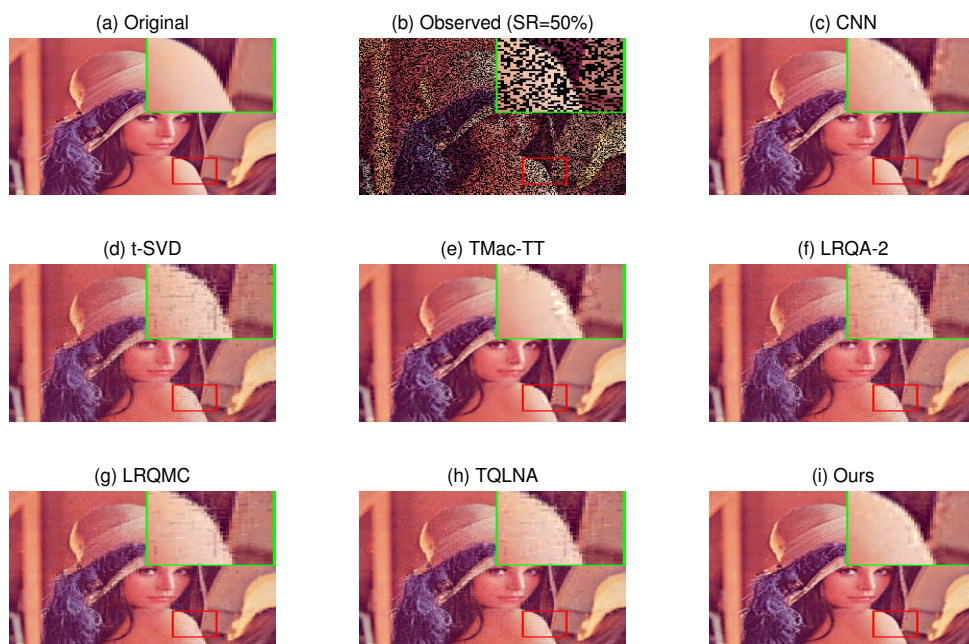 (a) Original
(b) Observed (SR=50%)
(c) CNN
(d) t-SVD
(e) TMac-TT
(f) LRQA-2
(g) LRQMC
(h) TQLNA
(i) Ours